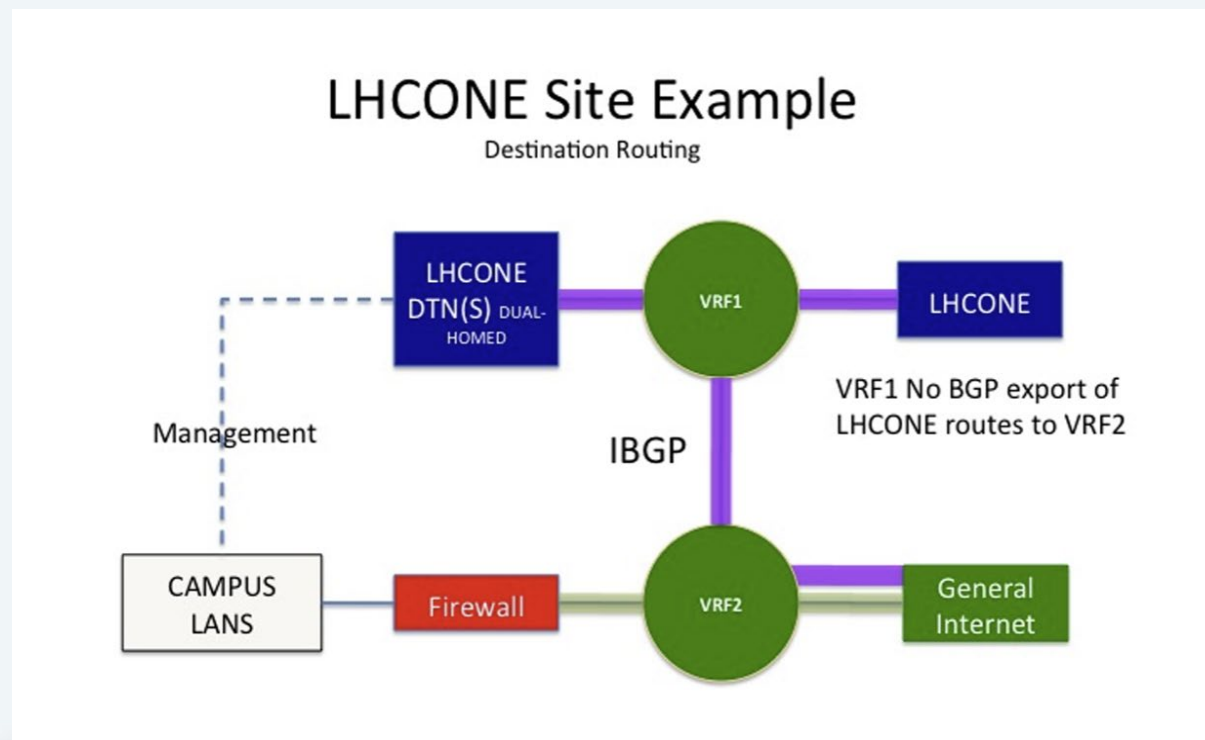 LHCONE Site Example
Destination Routing
LHCONE
DTN(S) DUAL-
HOMED
VRF1
LHCONE
VRF1 No BGP export of
LHCONE routes to VRF2
Management
IBGP
CAMPUS
LANS
Firewall
VRF2
General
Internet